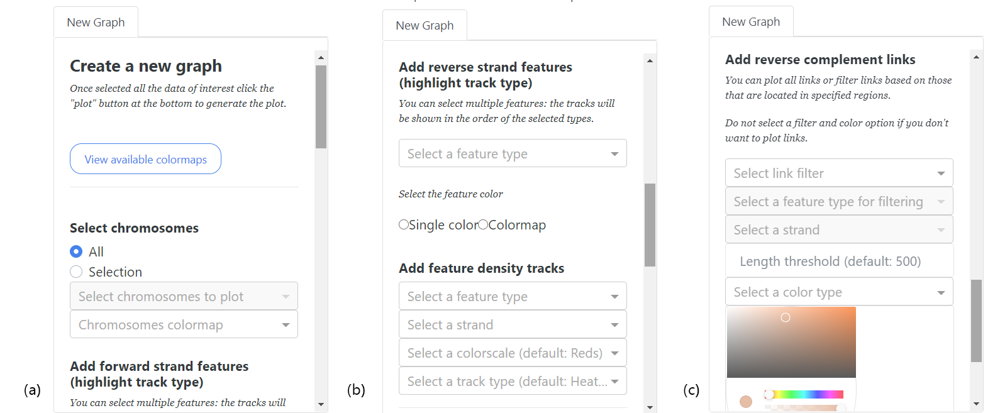 New Graph
Create a new graph
Once selected all the data of interest click the
"plot" button at the bottom to generate the plot.
View available colormaps
Select chromosomes
All
Selection
Select chromosomes to plot
Chromosomes colormap
Add forward strand features
(highlight track type)
You can select multiple features: the tracks will
(a)
New Graph
Add reverse strand features
(highlight track type)
You can select multiple features: the tracks will
be shown in the order of the selected types.
Select a feature type
Select the feature color
Single color Colormap
Add feature density tracks
Select a feature type
Select a strand
Select a colorscale (default: Reds)
Select a track type (default: Heat...
(b)
New Graph
Add reverse complement links
You can plot all links or filter links based on those
that are located in specified regions.
Do not select a filter and color option if you don't
want to plot links.
Select link filter
Select a feature type for filtering
Select a strand
Length threshold (default: 500)
Select a color type
(c)